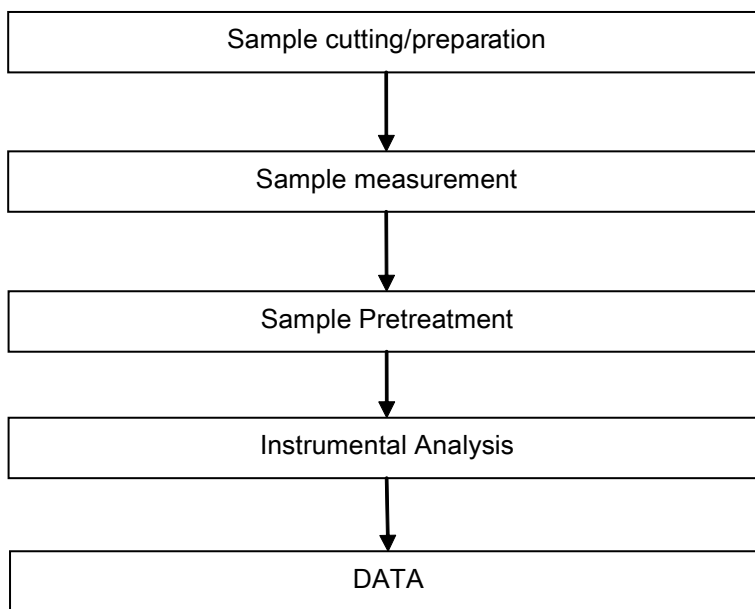 Sample cutting/preparation
Sample measurement
Sample Pretreatment
Instrumental Analysis
DATA